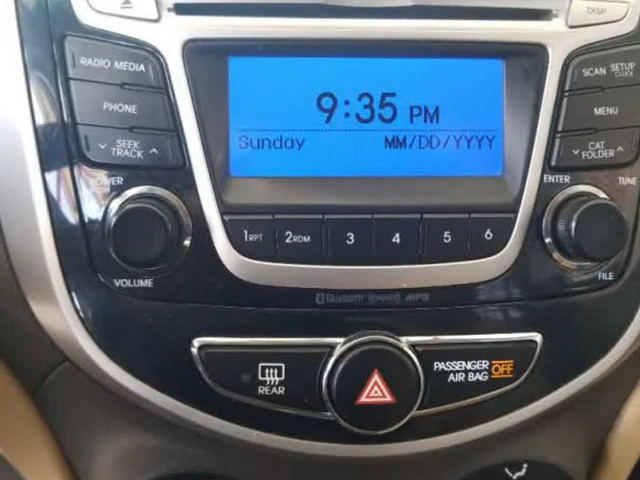 DISP
RADIO MEDIA
SCAN SETUP
CLOCK
PHONE
9:35 PM
MENU
Sunday MM/DD/YYYY
SEEK
TRACK
CAT
FOLDER
POWER
ENTER TUNE
1RPT 2RDM 3 4 5 6
VOLUME
FILE
Bluetooth MP3
REAR
PASSENGER
AIR BAG OFF